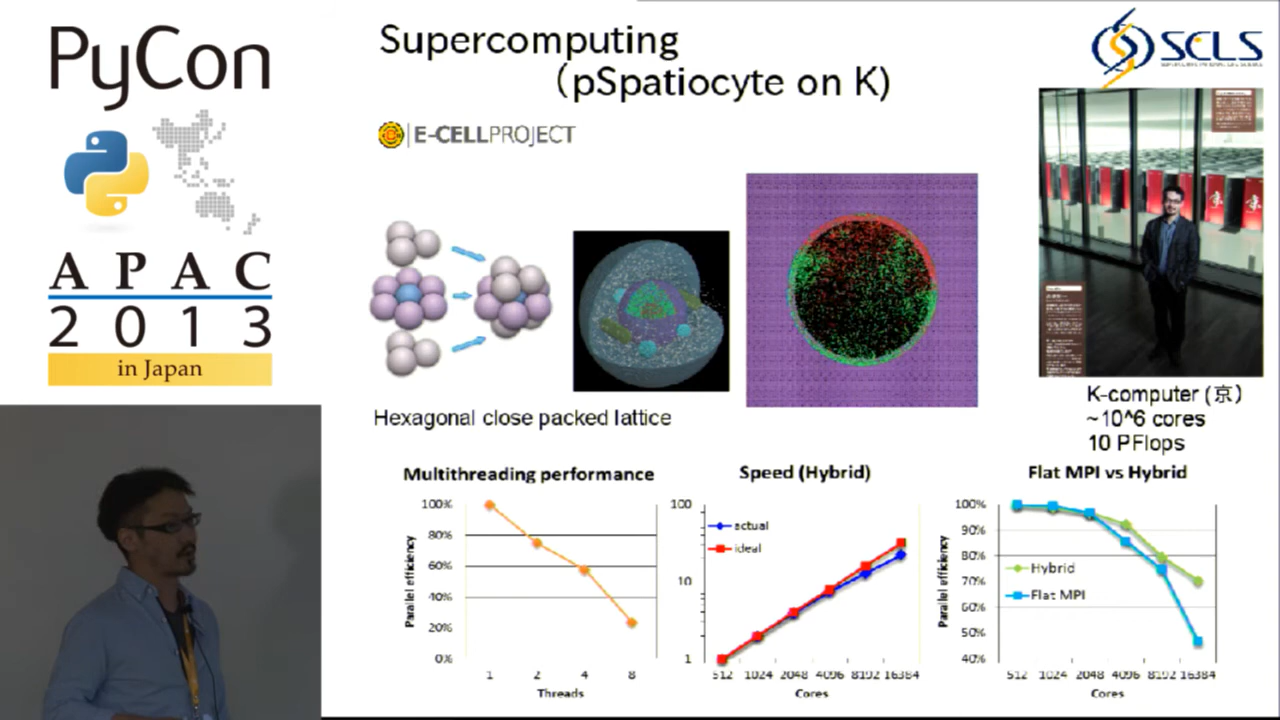 PyCon
APAC
2013
in Japan
Supercomputing
(pSpatiocyte on K)
E-CELLPROJECT
SCLS
Hexagonal close packed lattice
K-computer (京)
~10^6 cores
10 PFlops
Multithreading performance
Parallel efficiency
100%
80%
60%
40%
20%
0%
1 2 4 8
Threads
Speed (Hybrid)
100
10
1
actual
ideal
512 1024 2048 4096 8192 16384
Cores
Flat MPI vs Hybrid
Parallel efficiency
100%
90%
80%
70%
60%
50%
40%
Hybrid
Flat MPI
512 1024 2048 4096 8192 16384
Cores